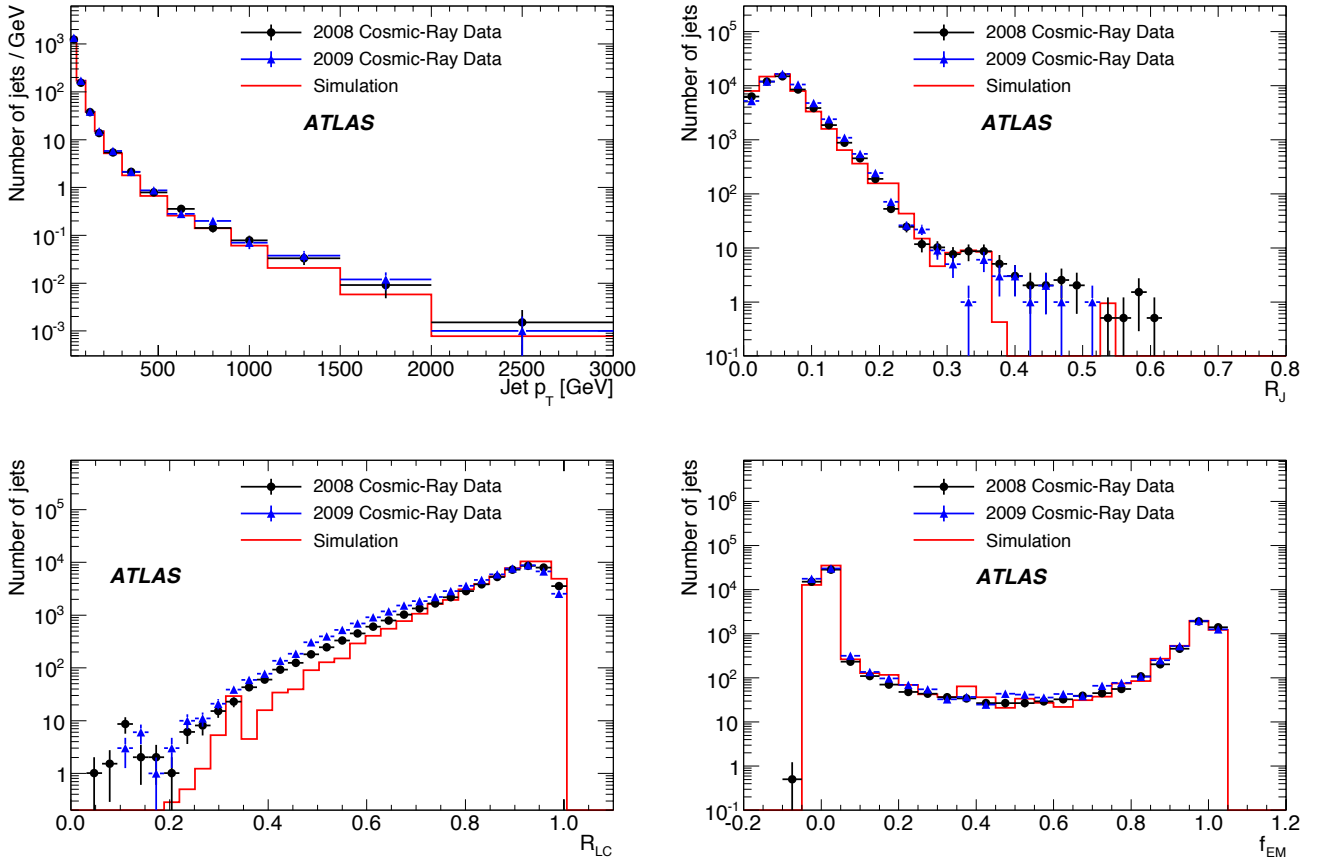 Number of jets / GeV
10³
10²
10
1
10⁻¹
10⁻²
10⁻³
2008 Cosmic-Ray Data
2009 Cosmic-Ray Data
Simulation
ATLAS
500 1000 1500 2000 2500 3000
Jet p_T [GeV]
Number of jets
10⁵
10⁴
10³
10²
10
1
10⁻¹
2008 Cosmic-Ray Data
2009 Cosmic-Ray Data
Simulation
ATLAS
0.0 0.1 0.2 0.3 0.4 0.5 0.6 0.7 0.8
R_J
Number of jets
10⁵
10⁴
10³
10²
10
1
2008 Cosmic-Ray Data
2009 Cosmic-Ray Data
Simulation
ATLAS
0.0 0.2 0.4 0.6 0.8 1.0
R_LC
Number of jets
10⁶
10⁵
10⁴
10³
10²
10
1
10⁻¹
2008 Cosmic-Ray Data
2009 Cosmic-Ray Data
Simulation
ATLAS
-0.2 0.0 0.2 0.4 0.6 0.8 1.0 1.2
f_EM